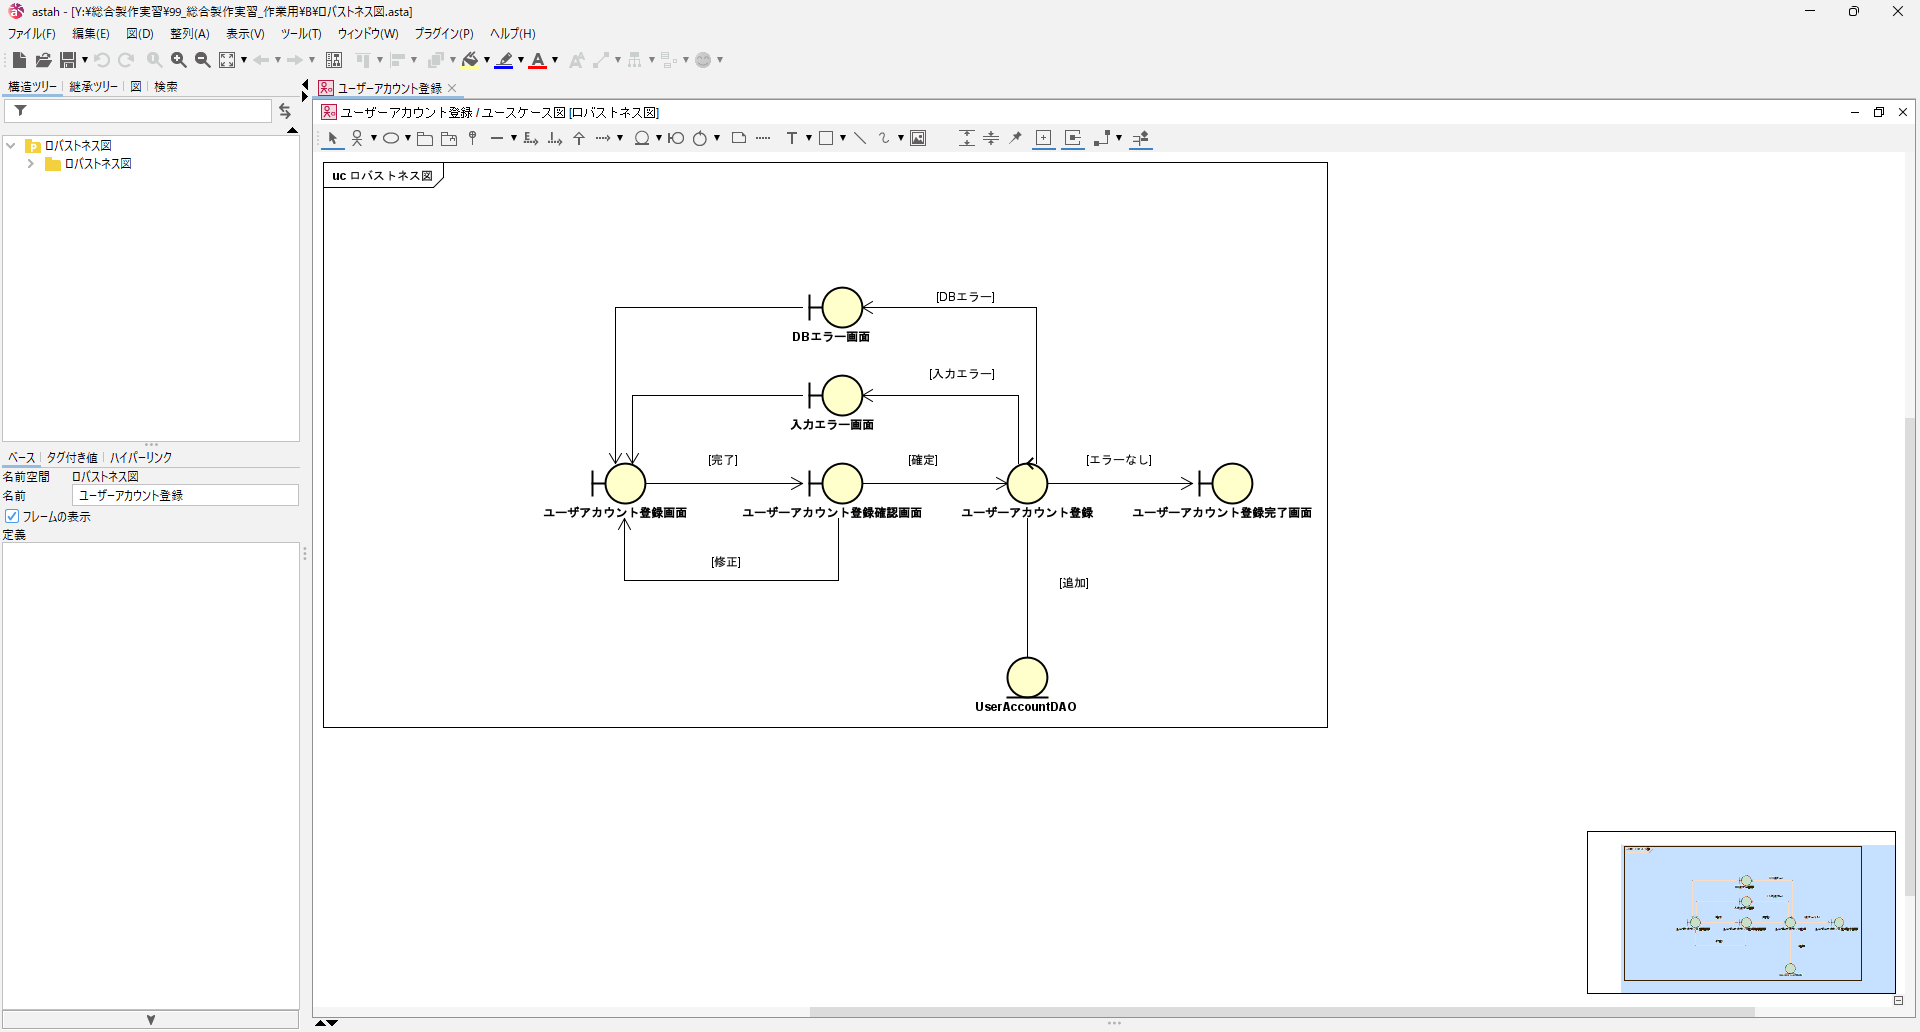 astah - [Y:¥総合製作実習¥99_総合製作実習_作業用¥B¥ロバストネス図.asta]
ファイル(F) 編集(E) 図(D) 整列(A) 表示(V) ツール(T) ウィンドウ(W) プラグイン(P) ヘルプ(H)
構造ツリー 継承ツリー 図 検索
ロバストネス図
ロバストネス図
ベース タグ付き値 ハイパーリンク
名前空間 ロバストネス図
名前 ユーザーアカウント登録
フレームの表示
定義
ユーザーアカウント登録
ユーザーアカウント登録 / ユースケース図 [ロバストネス図]
uc ロバストネス図
[DBエラー]
DBエラー画面
[入力エラー]
入力エラー画面
[完了] [確定] [エラーなし]
ユーザアカウント登録画面 ユーザーアカウント登録確認画面 ユーザーアカウント登録 ユーザーアカウント登録完了画面
[修正]
[追加]
UserAccountDAO